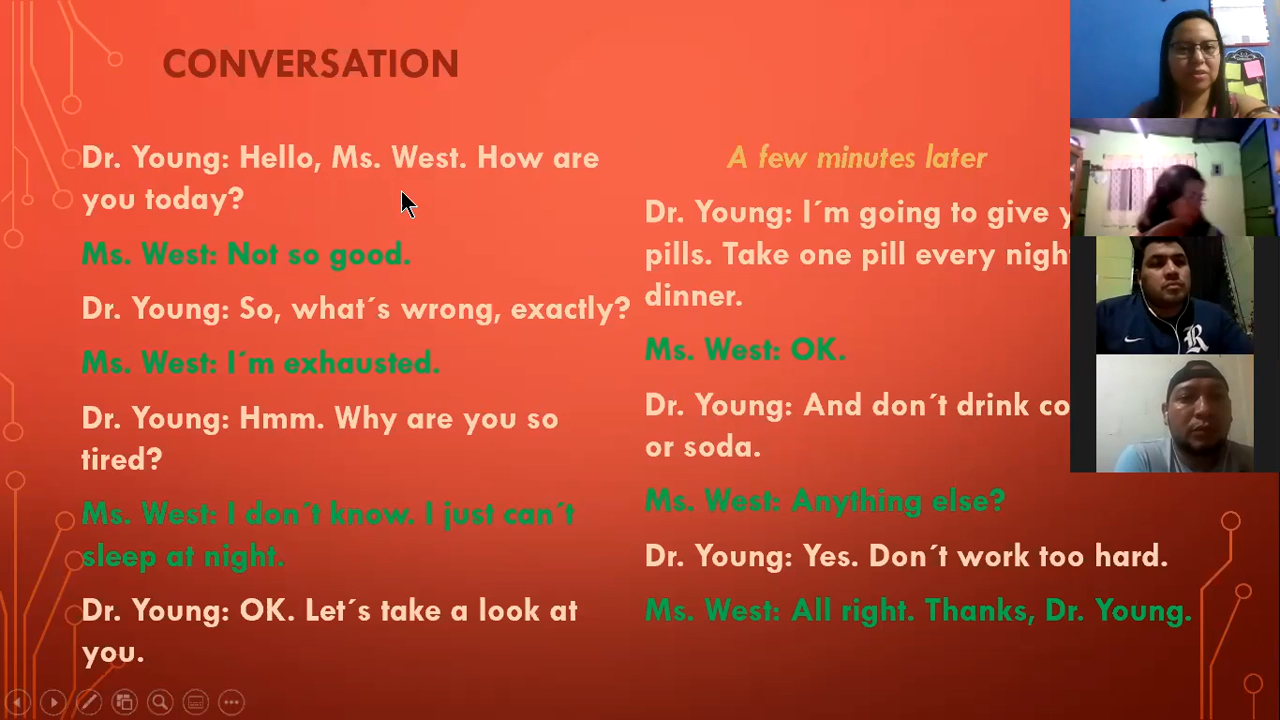 CONVERSATION
Dr. Young: Hello, Ms. West. How are
you today?
Ms. West: Not so good.
Dr. Young: So, what´s wrong, exactly?
Ms. West: I´m exhausted.
Dr. Young: Hmm. Why are you so
tired?
Ms. West: I don´t know. I just can´t
sleep at night.
Dr. Young: OK. Let´s take a look at
you.
A few minutes later
Dr. Young: I´m going to give
pills. Take one pill every
dinner.
Ms. West: OK.
Dr. Young: And don´t drink
or soda.
Ms. West: Anything else?
Dr. Young: Yes. Don´t work too hard.
Ms. West: All right. Thanks, Dr. Young.
R